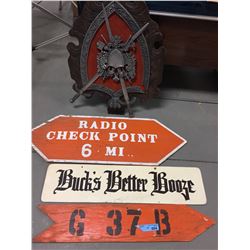 RADIO
CHECK POINT
6 MI..
Buck's Better Booze
G 37 B